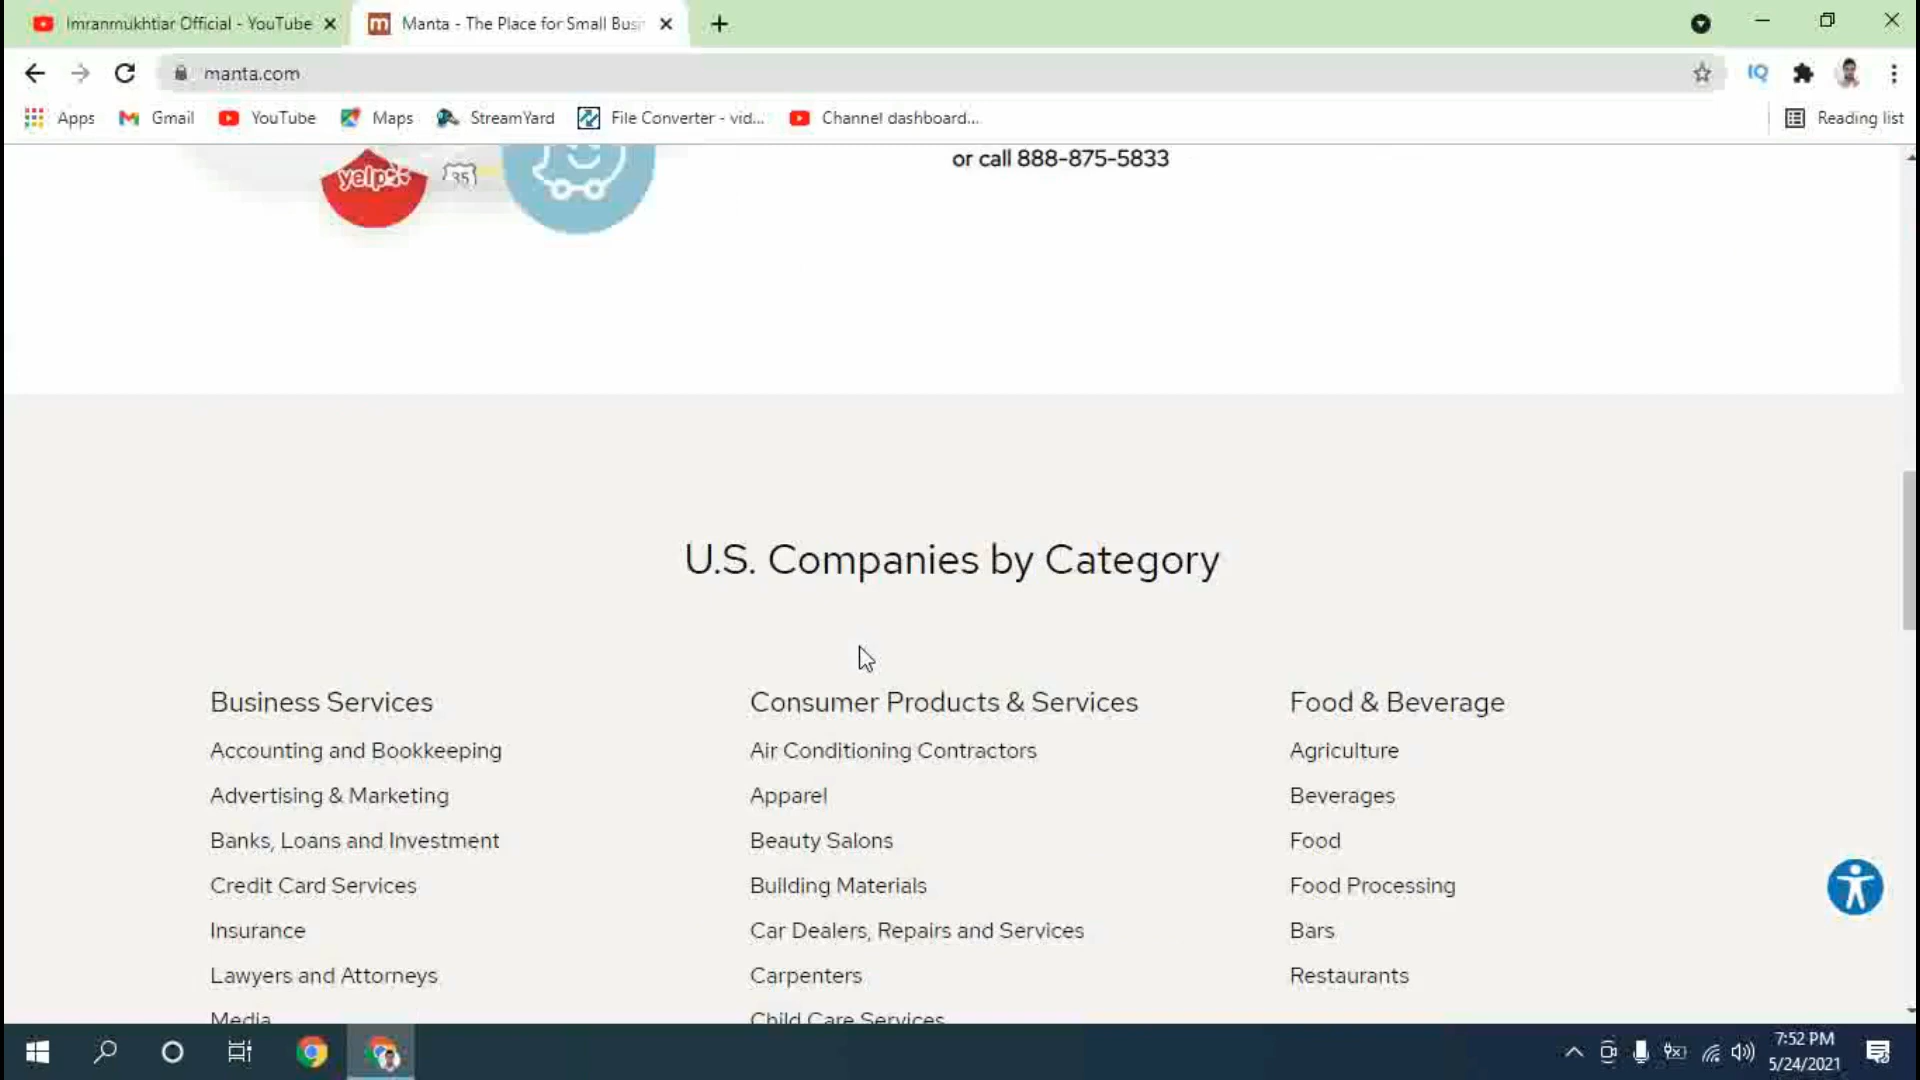 Imranmukhtiar Official - YouTube
Manta - The Place for Small Busi
manta.com
IQ
Apps
Gmail
YouTube
Maps
StreamYard
File Converter - vid...
Channel dashboard...
Reading list
yelp
35
or call 888-875-5833
U.S. Companies by Category
Business Services
Accounting and Bookkeeping
Advertising & Marketing
Banks, Loans and Investment
Credit Card Services
Insurance
Lawyers and Attorneys
Media
Consumer Products & Services
Air Conditioning Contractors
Apparel
Beauty Salons
Building Materials
Car Dealers, Repairs and Services
Carpenters
Child Care Services
Food & Beverage
Agriculture
Beverages
Food
Food Processing
Bars
Restaurants
7:52 PM
5/24/2021